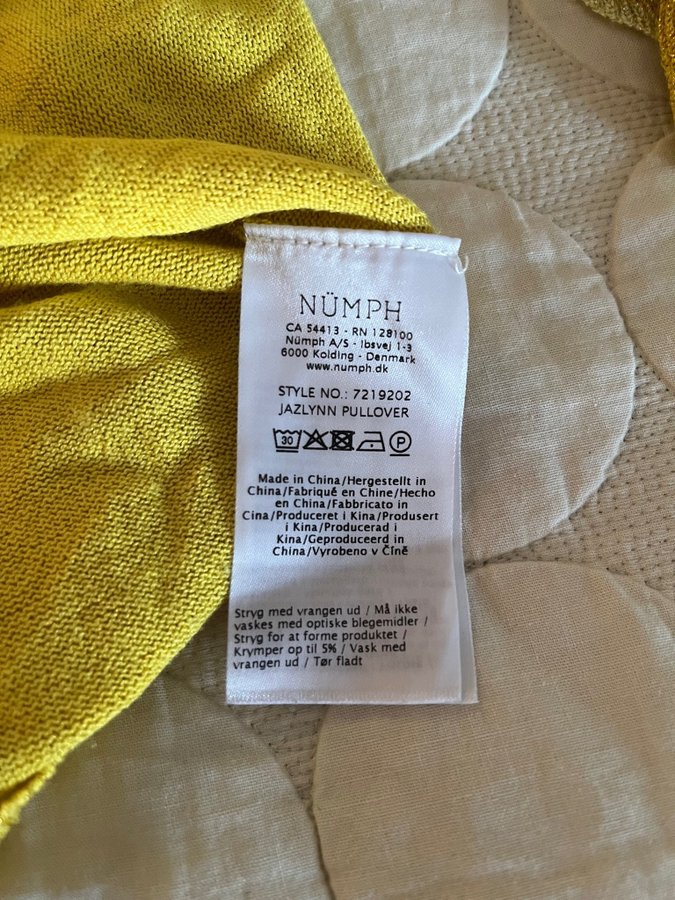 NÜMPH
CA 54413 - RN 128100
Nümph A/S - Ibsvej 1-3
6000 Kolding - Denmark
www.numph.dk
STYLE NO.: 7219202
JAZLYNN PULLOVER
30 P
Made in China/Hergestellt in
China/Fabriqué en Chine/Hecho
en China/Fabbricato in
Cina/Produceret i Kina/Produsert
i Kina/Producerad i
Kina/Geproduceerd in
China/Vyrobeno v Číně
Stryg med vrangen ud / Må ikke
vaskes med optiske blegemidler /
Stryg for at forme produktet /
Krymper op til 5% / Vask med
vrangen ud / Tør fladt